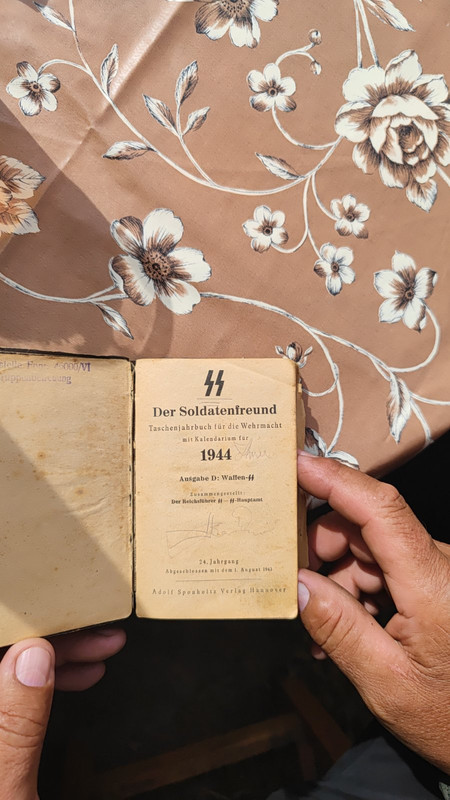 ᛋᛋ
Der Soldatenfreund
Taschenjahrbuch für die Wehrmacht
mit Kalendarium für
1944
Ausgabe D: Waffen-ᛋᛋ
Zusammengestellt:
Der Reichsführer ᛋᛋ — ᛋᛋ-Hauptamt
24. Jahrgang
Abgeschlossen mit dem 1. August 1943
Adolf Sponholtz Verlag Hannover